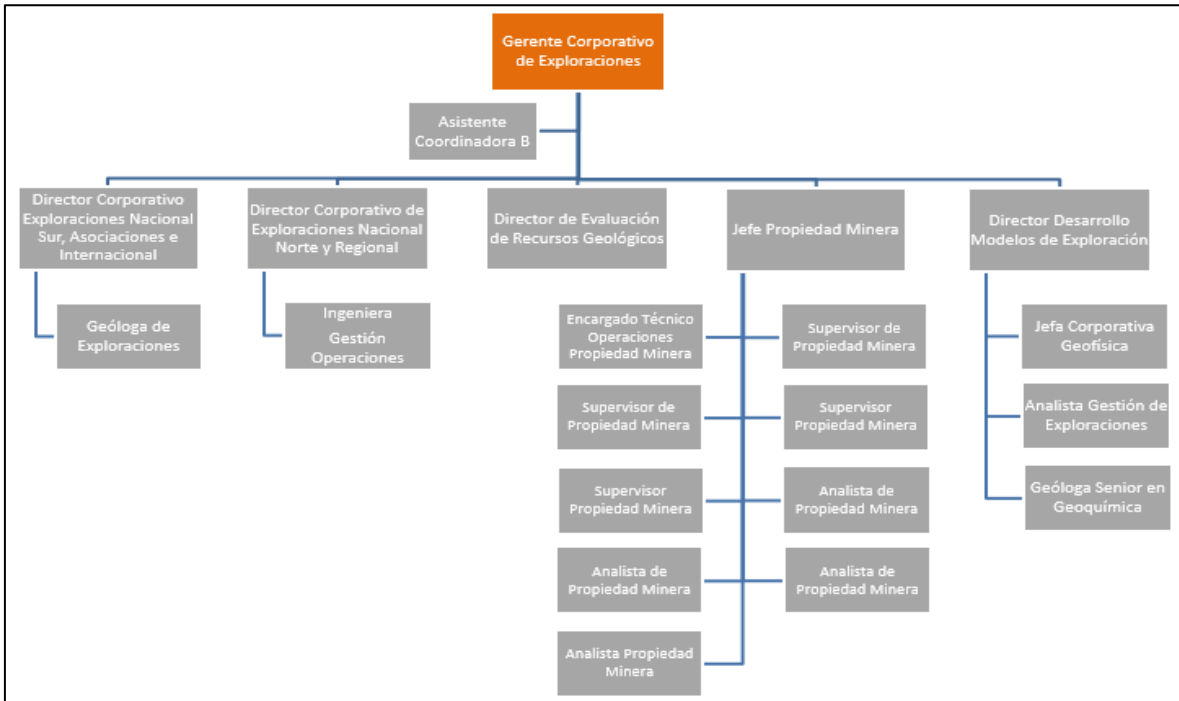 Gerente Corporativo
de Exploraciones
Asistente
Coordinadora B
Director Corporativo
Exploraciones Nacional
Sur, Asociaciones e
Internacional
Director Corporativo de
Exploraciones Nacional
Norte y Regional
Director de Evaluación
de Recursos Geológicos
Jefe Propiedad Minera
Director Desarrollo
Modelos de Exploración
Geóloga de
Exploraciones
Ingeniera
Gestión
Operaciones
Encargado Técnico
Operaciones
Propiedad Minera
Supervisor de
Propiedad Minera
Supervisor de
Propiedad Minera
Supervisor
Propiedad Minera
Supervisor
Propiedad Minera
Analista de
Propiedad Minera
Analista de
Propiedad Minera
Analista de
Propiedad Minera
Analista Propiedad
Minera
Jefa Corporativa
Geofísica
Analista Gestión de
Exploraciones
Geóloga Senior en
Geoquímica